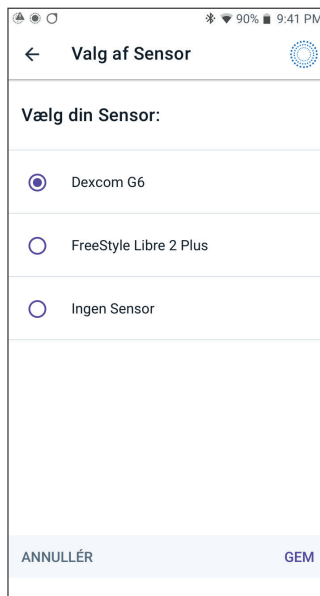 90% 9:41 PM
Valg af Sensor
Vælg din Sensor:
Dexcom G6
FreeStyle Libre 2 Plus
Ingen Sensor
ANNULLÉR GEM